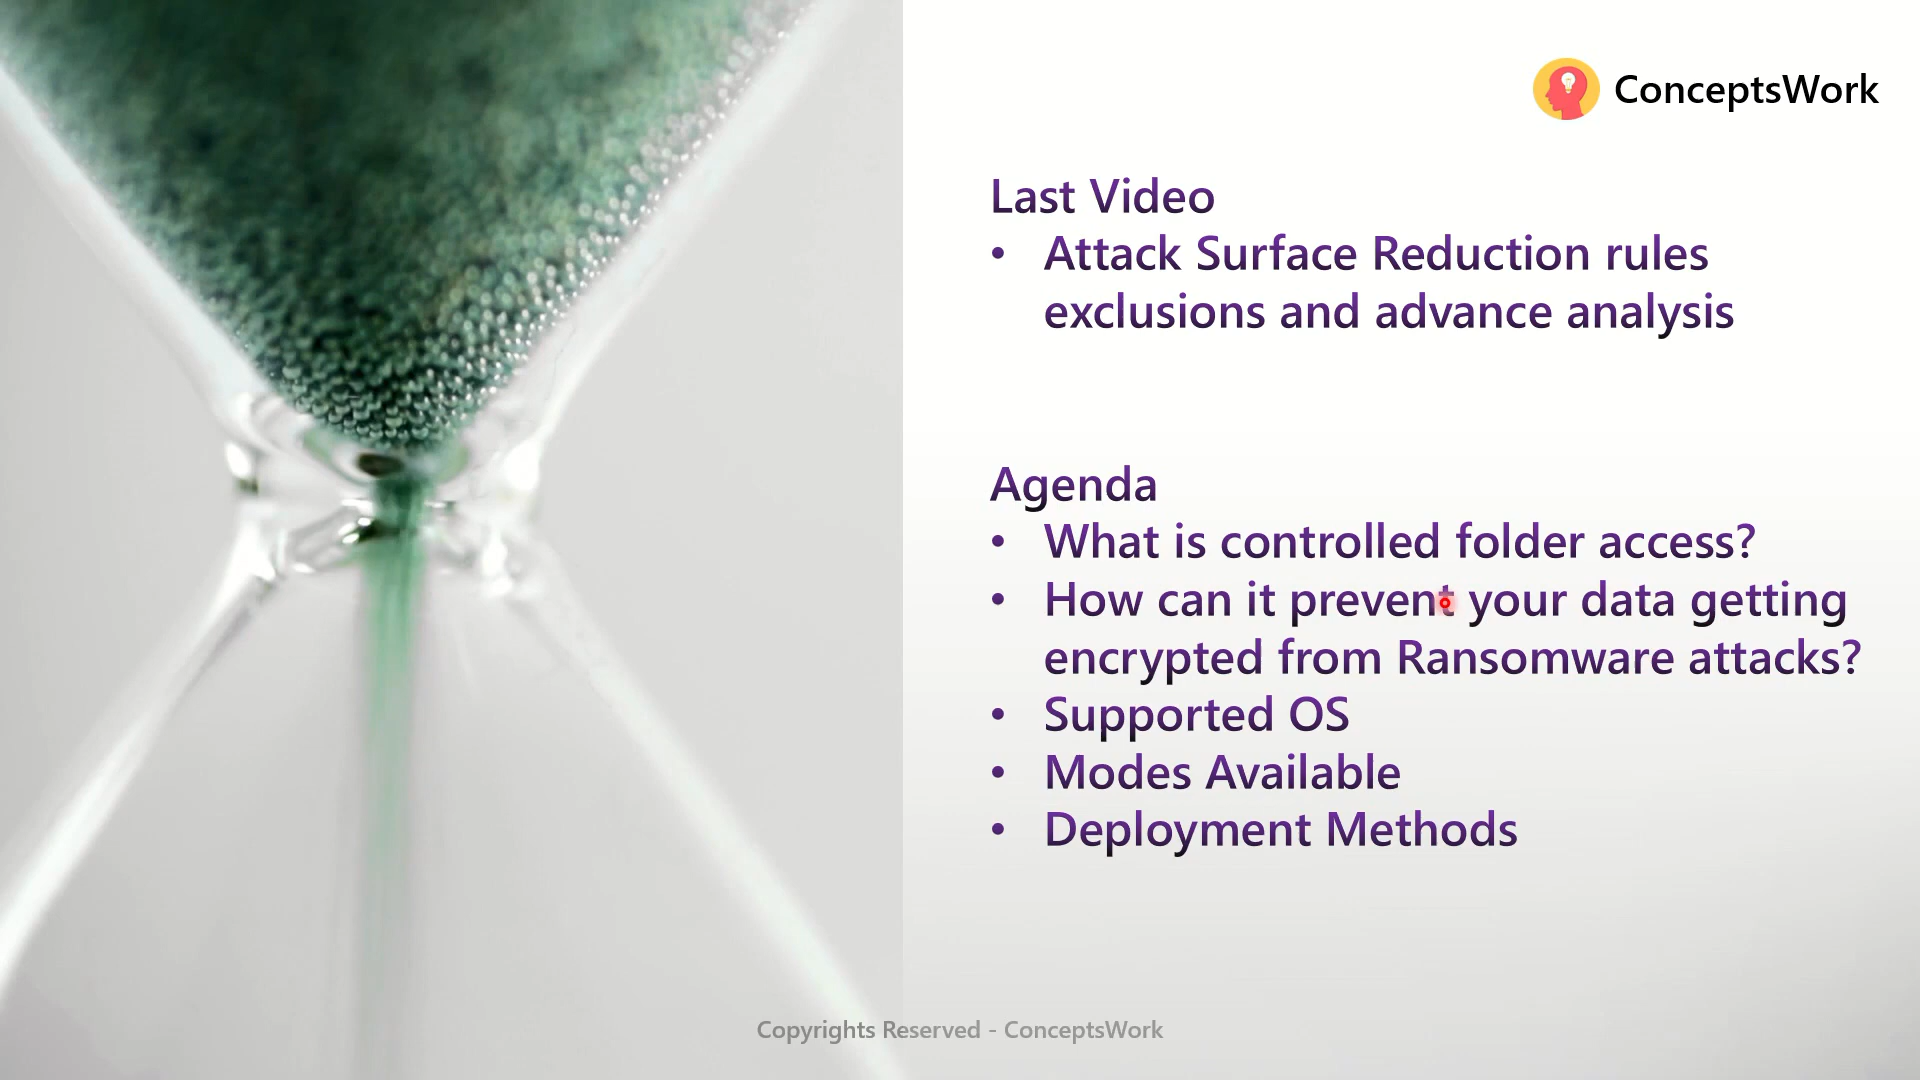 ConceptsWork
Last Video
• Attack Surface Reduction rules
exclusions and advance analysis
Agenda
• What is controlled folder access?
• How can it prevent your data getting
encrypted from Ransomware attacks?
• Supported OS
• Modes Available
• Deployment Methods
Copyrights Reserved - ConceptsWork